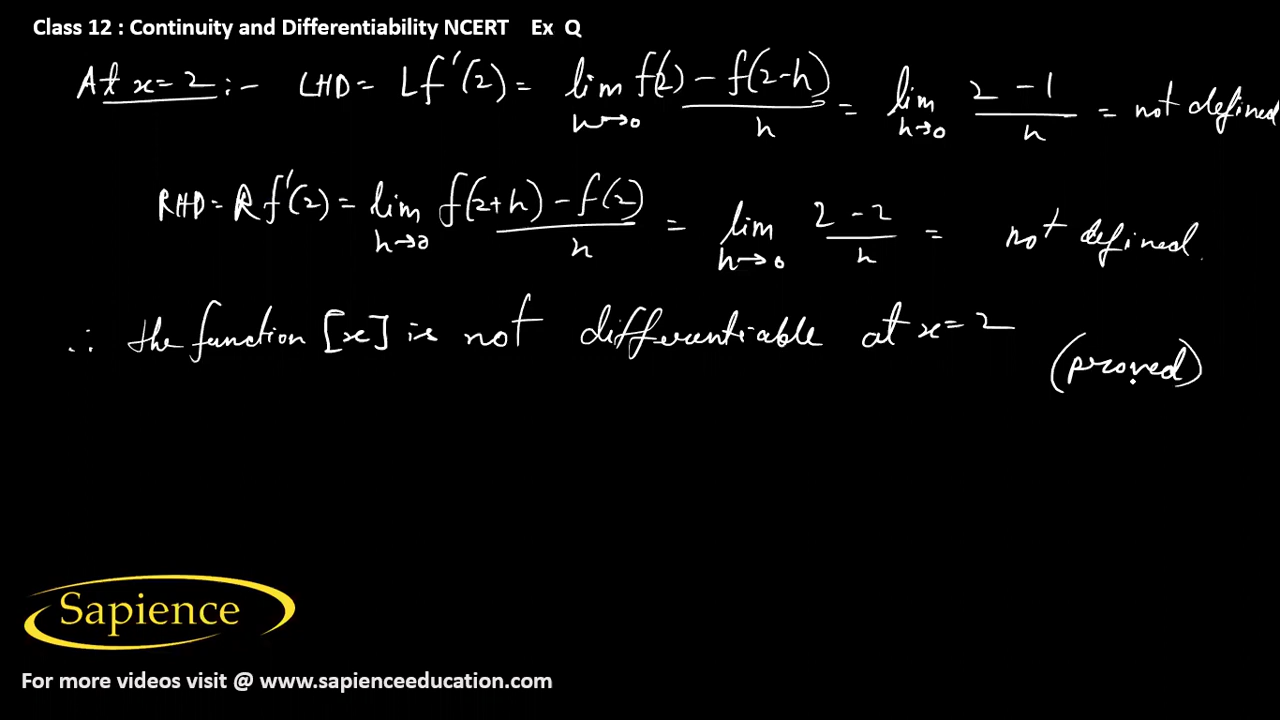 Class 12 : Continuity and Differentiability NCERT Ex Q
At x=2 :- LHD = Lf'(2) = lim h→0 f(2) - f(2-h) / h = lim h→0 2 - 1 / h = not defined
RHD = Rf'(2) = lim h→0 f(2+h) - f(2) / h = lim h→0 2 - 2 / h = not defined.
∴ the function [x] is not differentiable at x=2
(proved)
Sapience
For more videos visit @ www.sapienceeducation.com